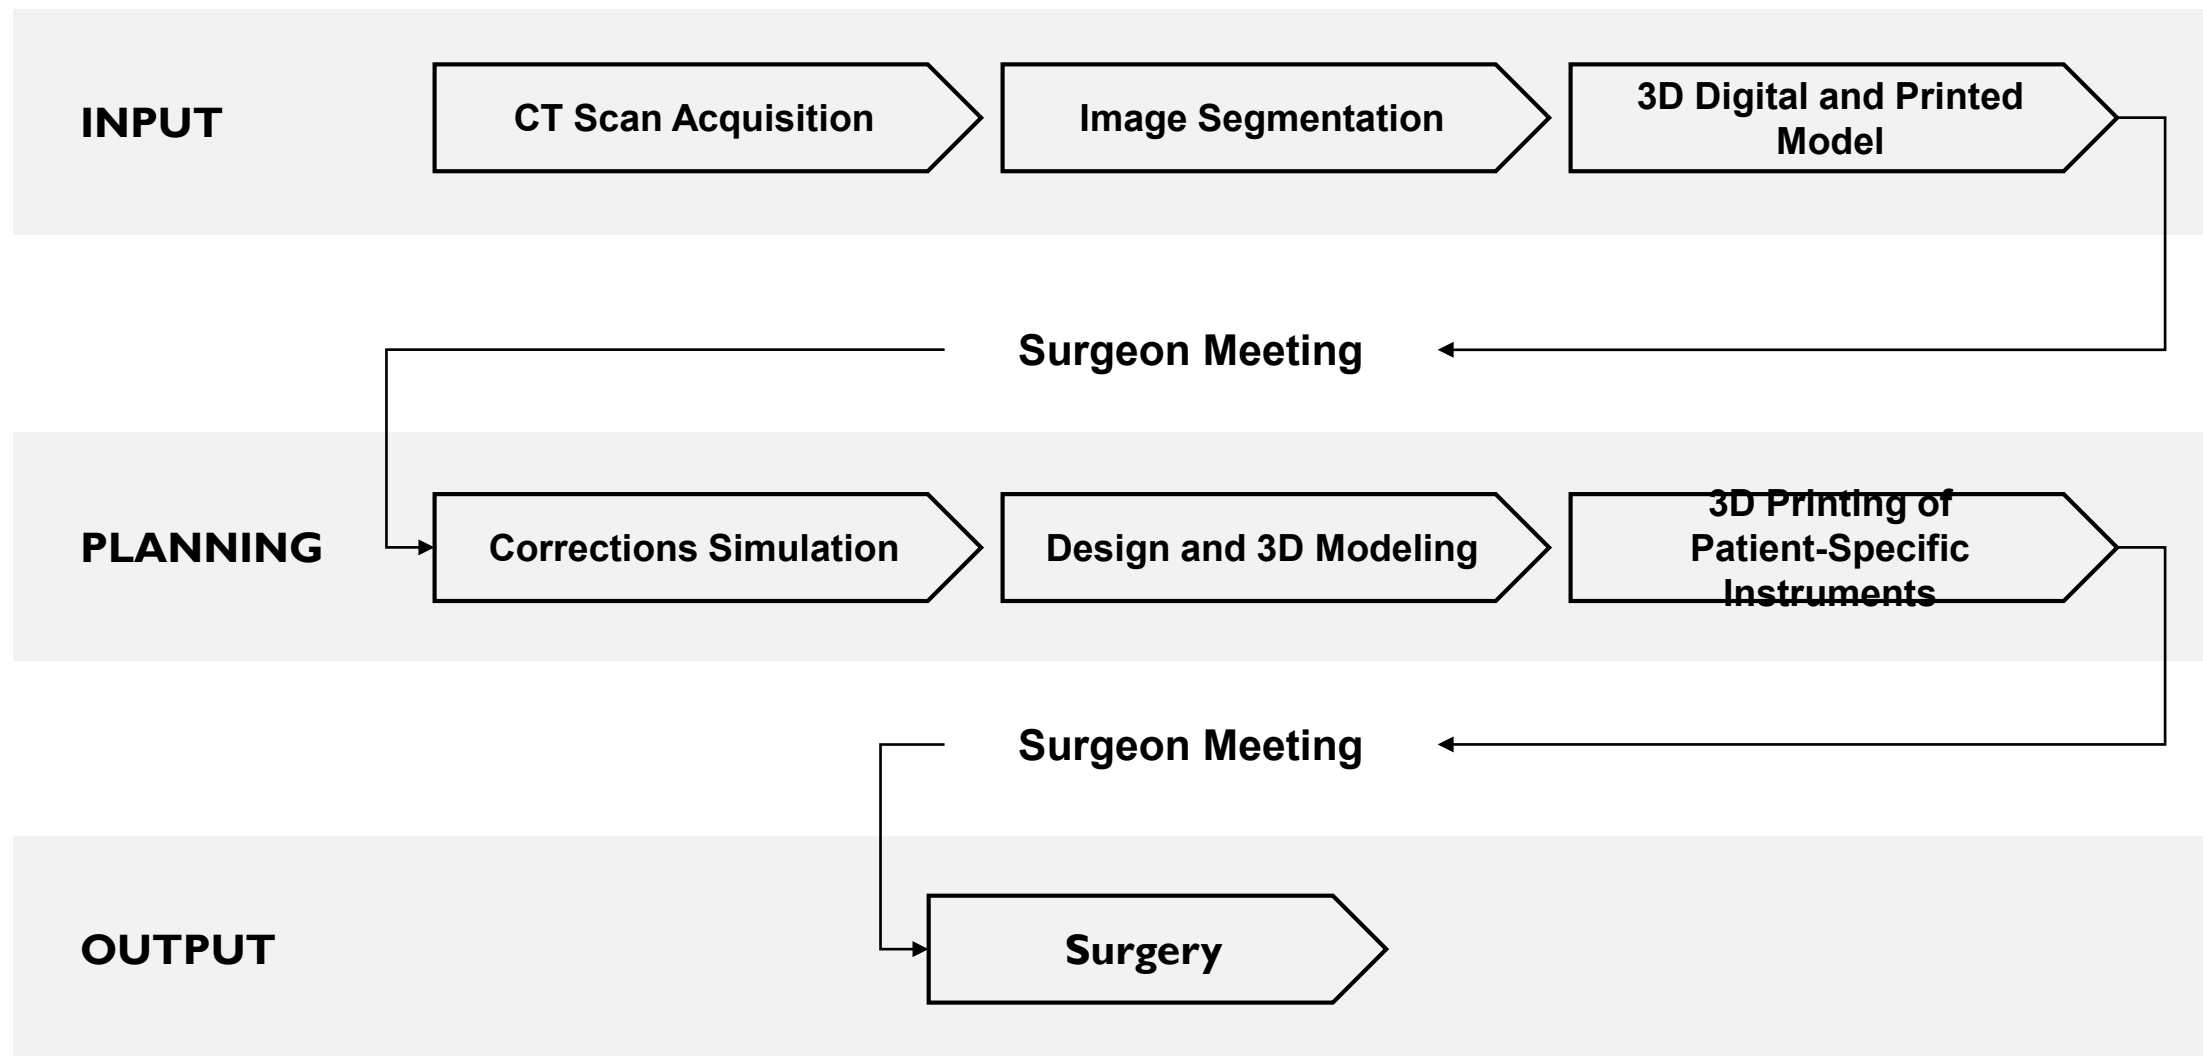 INPUT
CT Scan Acquisition
Image Segmentation
3D Digital and Printed
Model
Surgeon Meeting
PLANNING
Corrections Simulation
Design and 3D Modeling
3D Printing of
Patient-Specific
Instruments
Surgeon Meeting
OUTPUT
Surgery